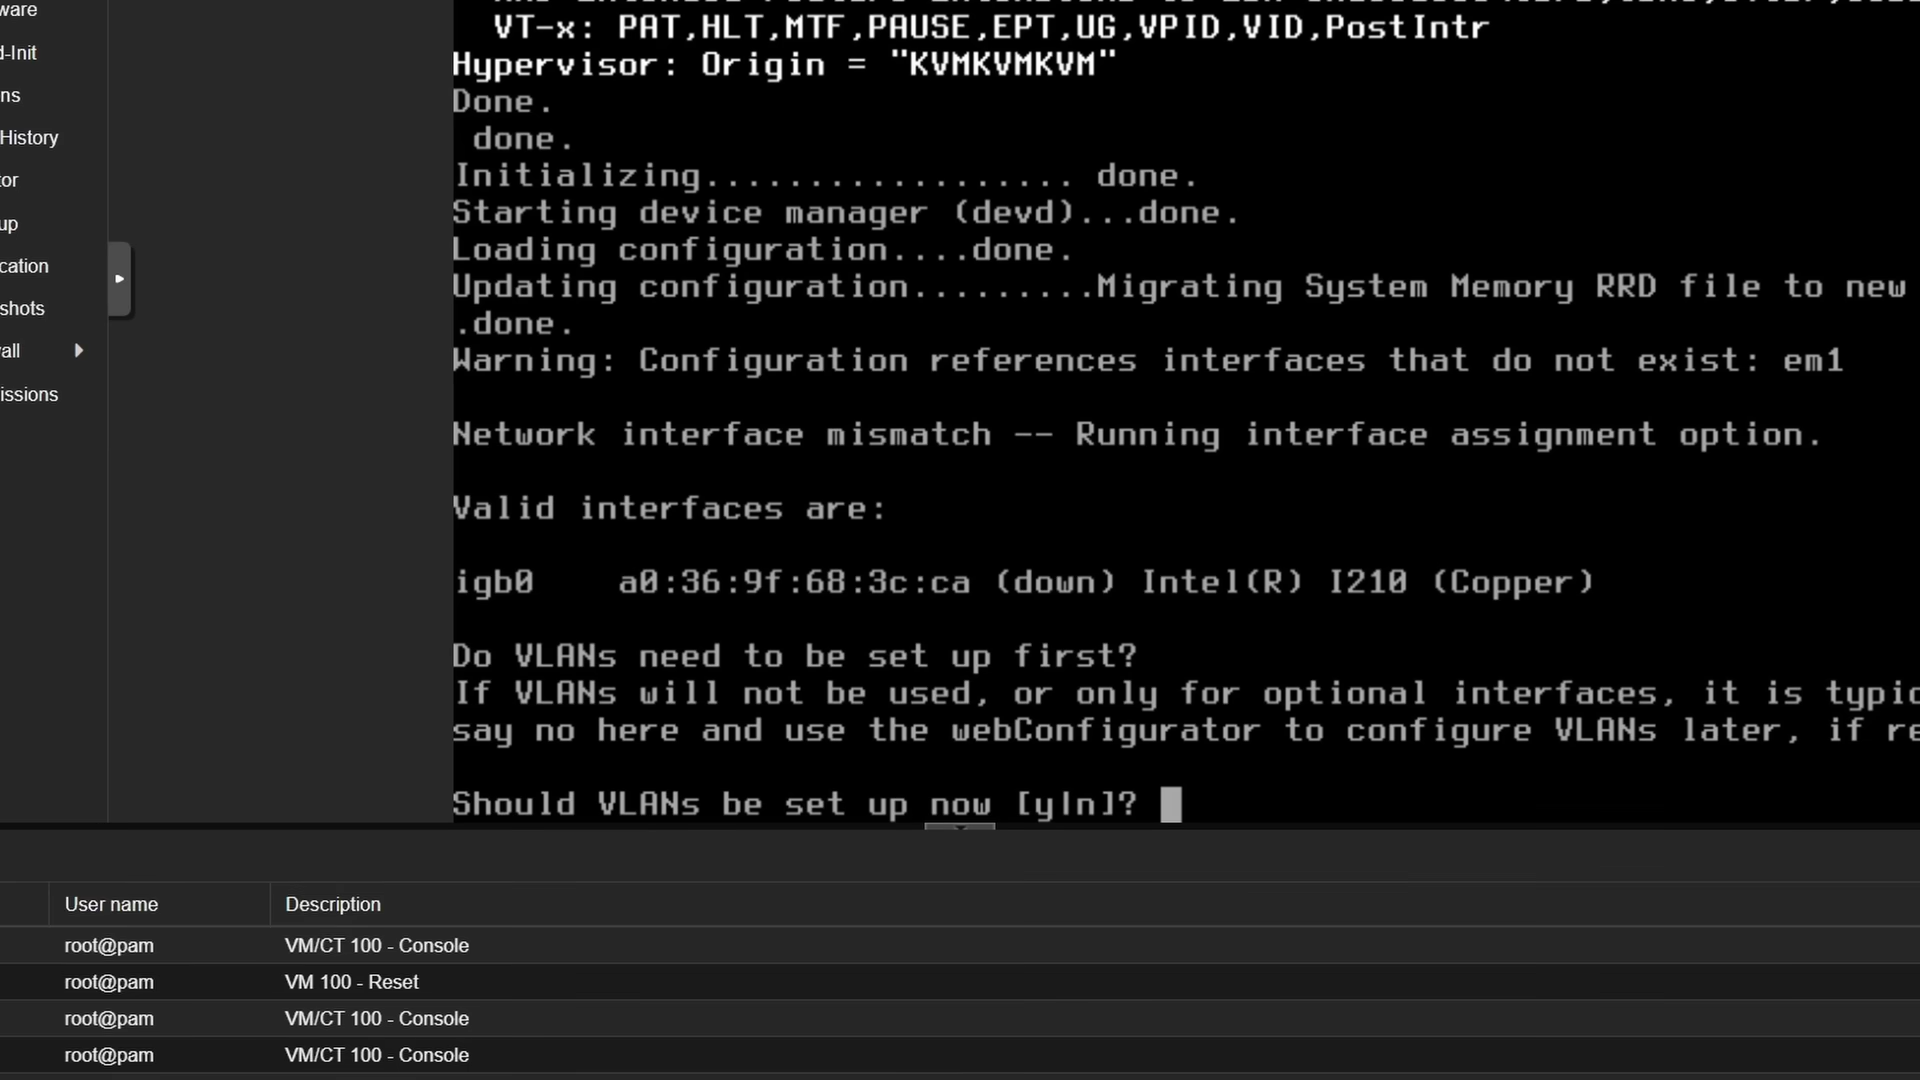 ware
d-Init
ns
History
tor
up
cation
shots
all
issions
VT-x: PAT,HLT,MTF,PAUSE,EPT,UG,VPID,VID,PostIntr
Hypervisor: Origin = "KVMKVMKVM"
Done.
done.
Initializing.................. done.
Starting device manager (devd)...done.
Loading configuration....done.
Updating configuration.........Migrating System Memory RRD file to new
.done.
Warning: Configuration references interfaces that do not exist: em1
Network interface mismatch -- Running interface assignment option.
Valid interfaces are:
igb0 a0:36:9f:68:3c:ca (down) Intel(R) I210 (Copper)
Do VLANs need to be set up first?
If VLANs will not be used, or only for optional interfaces, it is typic
say no here and use the webConfigurator to configure VLANs later, if re
Should VLANs be set up now [y|n]?
User name Description
root@pam VM/CT 100 - Console
root@pam VM 100 - Reset
root@pam VM/CT 100 - Console
root@pam VM/CT 100 - Console